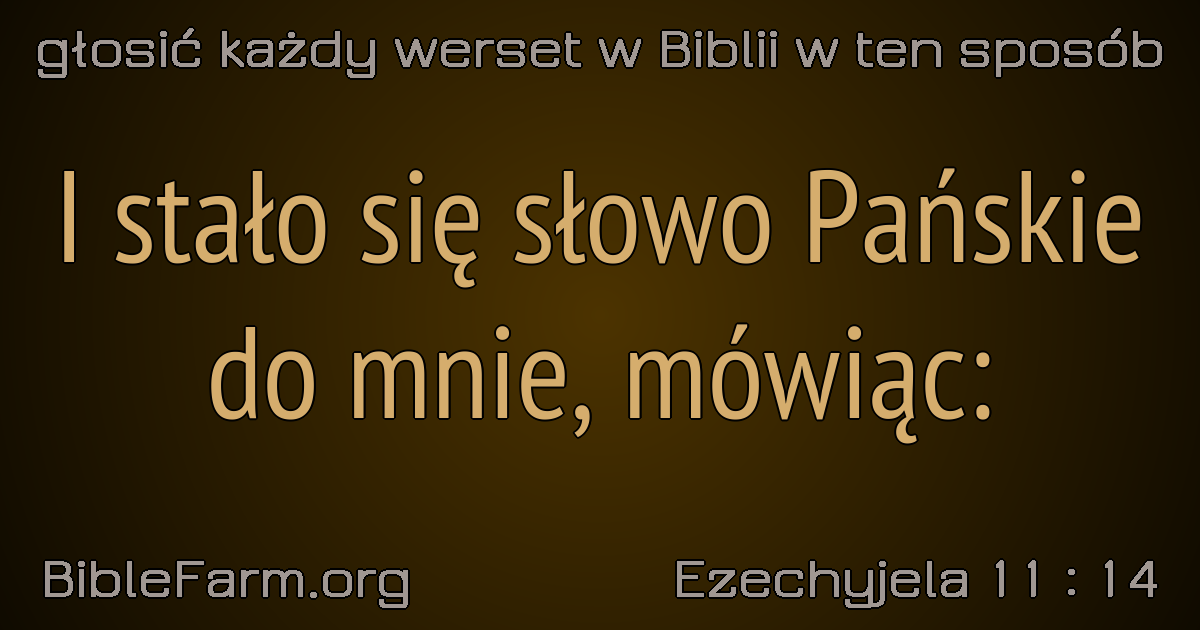 głosić każdy werset w Biblii w ten sposób
I stało się słowo Pańskie
do mnie, mówiąc:
BibleFarm.org
Ezechyjela 11 : 14